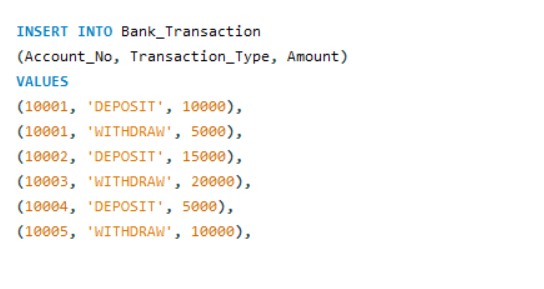 INSERT INTO Bank_Transaction
(Account_No, Transaction_Type, Amount)
VALUES
(10001, 'DEPOSIT', 10000),
(10001, 'WITHDRAW', 5000),
(10002, 'DEPOSIT', 15000),
(10003, 'WITHDRAW', 20000),
(10004, 'DEPOSIT', 5000),
(10005, 'WITHDRAW', 10000),